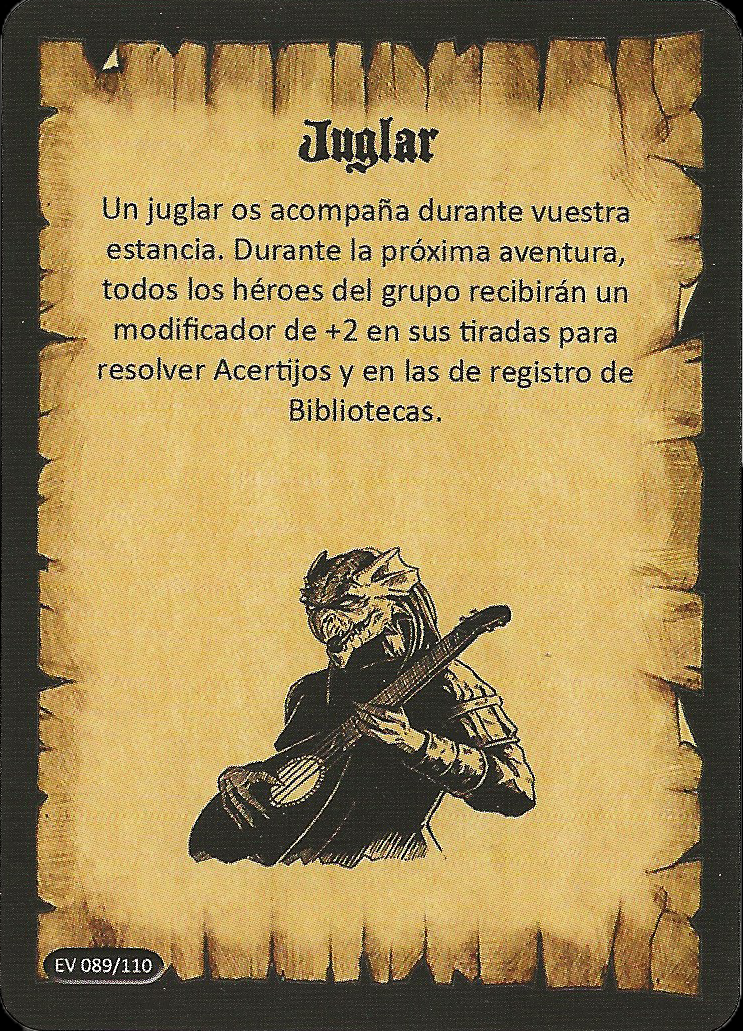 Juglar
Un juglar os acompaña durante vuestra
estancia. Durante la próxima aventura,
todos los héroes del grupo recibirán un
modificador de +2 en sus tiradas para
resolver Acertijos y en las de registro de
Bibliotecas.
EV 089/110